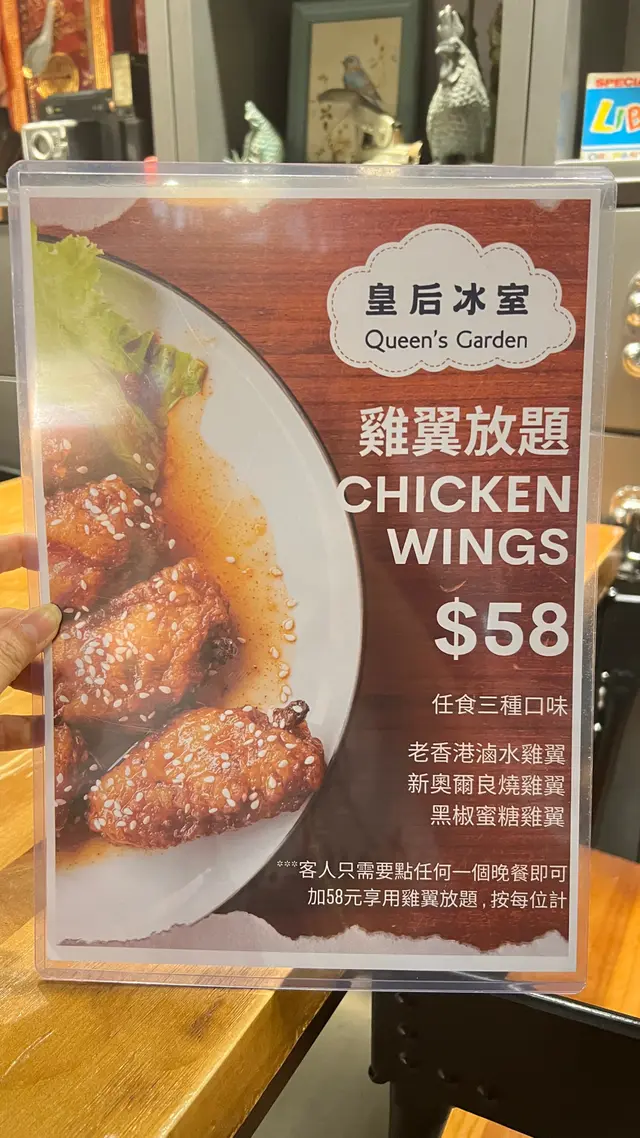 SPECI
皇后冰室
Queen's Garden
雞翼放題
CHICKEN
WINGS
$58
任食三種口味
老香港滷水雞翼
新奧爾良燒雞翼
黑椒蜜糖雞翼
***客人只需要點任何一個晚餐即可
加58元享用雞翼放題，按每位計